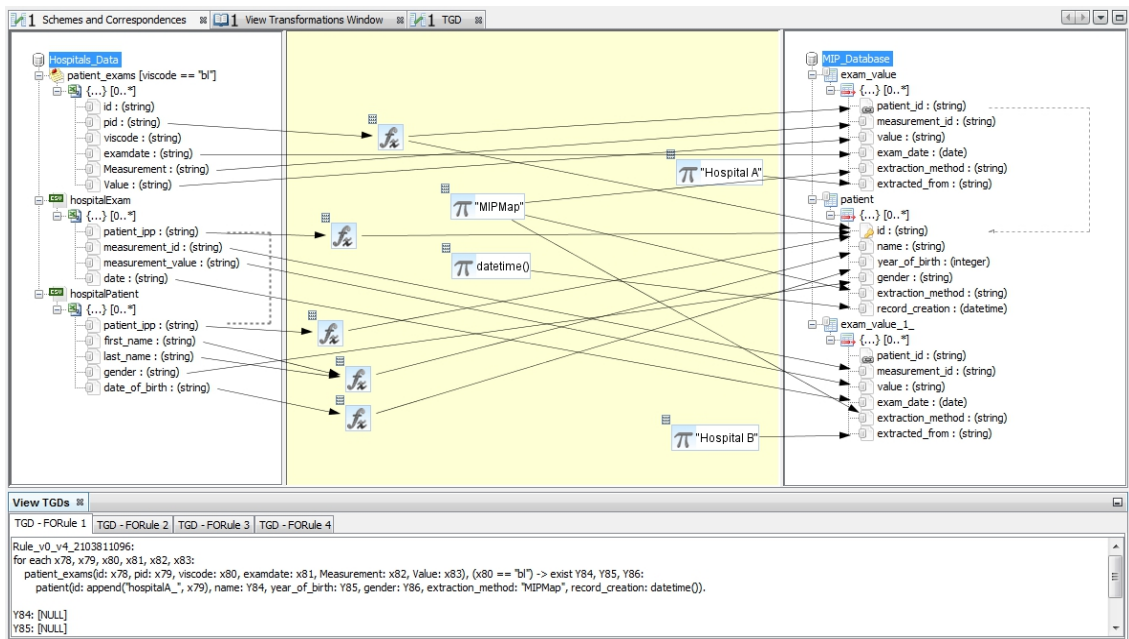 1 Schemes and Correspondences
1 View Transformations Window
1 TGD
Hospitals_Data
patient_exams [viscode == "bl"]
{...} [0..*]
id : (string)
pid : (string)
viscode : (string)
examdate : (string)
Measurement : (string)
Value : (string)
hospitalExam
{...} [0..*]
patient_ipp : (string)
measurement_id : (string)
measurement_value : (string)
date : (string)
hospitalPatient
{...} [0..*]
patient_ipp : (string)
first_name : (string)
last_name : (string)
gender : (string)
date_of_birth : (string)
fx
"Hospital A"
π
"MIPMap"
π
fx
datetime()
π
fx
fx
fx
"Hospital B"
π
MIP_Database
exam_value
{...} [0..*]
patient_id : (string)
measurement_id : (string)
value : (string)
exam_date : (date)
extraction_method : (string)
extracted_from : (string)
patient
{...} [0..*]
id : (string)
name : (string)
year_of_birth : (integer)
gender : (string)
extraction_method : (string)
record_creation : (datetime)
exam_value_1_
{...} [0..*]
patient_id : (string)
measurement_id : (string)
value : (string)
exam_date : (date)
extraction_method : (string)
extracted_from : (string)
View TGDs
TGD - FORule 1
TGD - FORule 2
TGD - FORule 3
TGD - FORule 4
Rule_v0_v4_2103811096:
for each x78, x79, x80, x81, x82, x83:
patient_exams(id: x78, pid: x79, viscode: x80, examdate: x81, Measurement: x82, Value: x83), (x80 == "bl") -> exist Y84, Y85, Y86:
patient(id: append("hospitalA_", x79), name: Y84, year_of_birth: Y85, gender: Y86, extraction_method: "MIPMap", record_creation: datetime()).
Y84: [NULL]
Y85: [NULL]